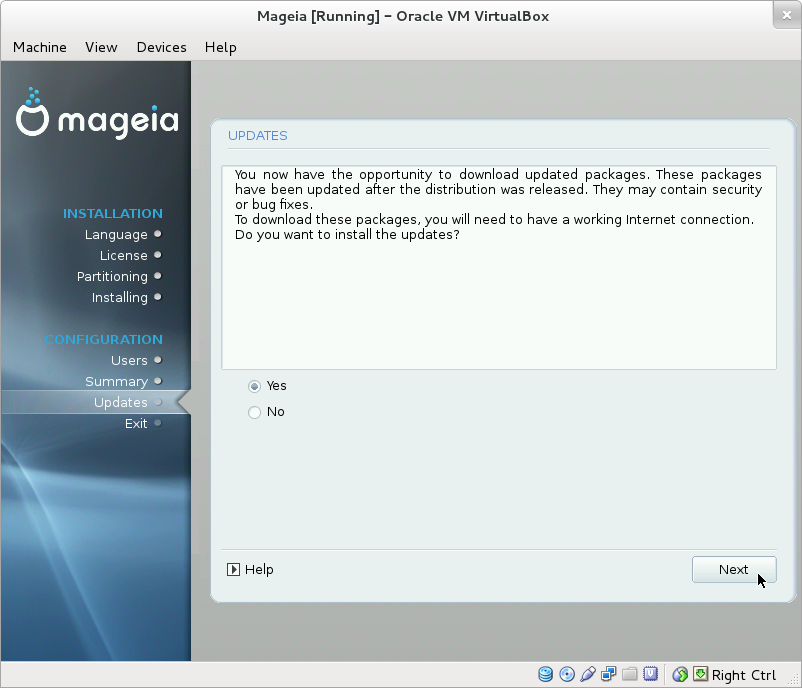 Mageia [Running] – Oracle VM VirtualBox
Machine View Devices Help
mageia
INSTALLATION
Language
License
Partitioning
Installing
CONFIGURATION
Users
Summary
Updates
Exit
UPDATES
You now have the opportunity to download updated packages. These packages
have been updated after the distribution was released. They may contain security
or bug fixes.
To download these packages, you will need to have a working Internet connection.
Do you want to install the updates?
Yes
No
Help
Next
Right Ctrl